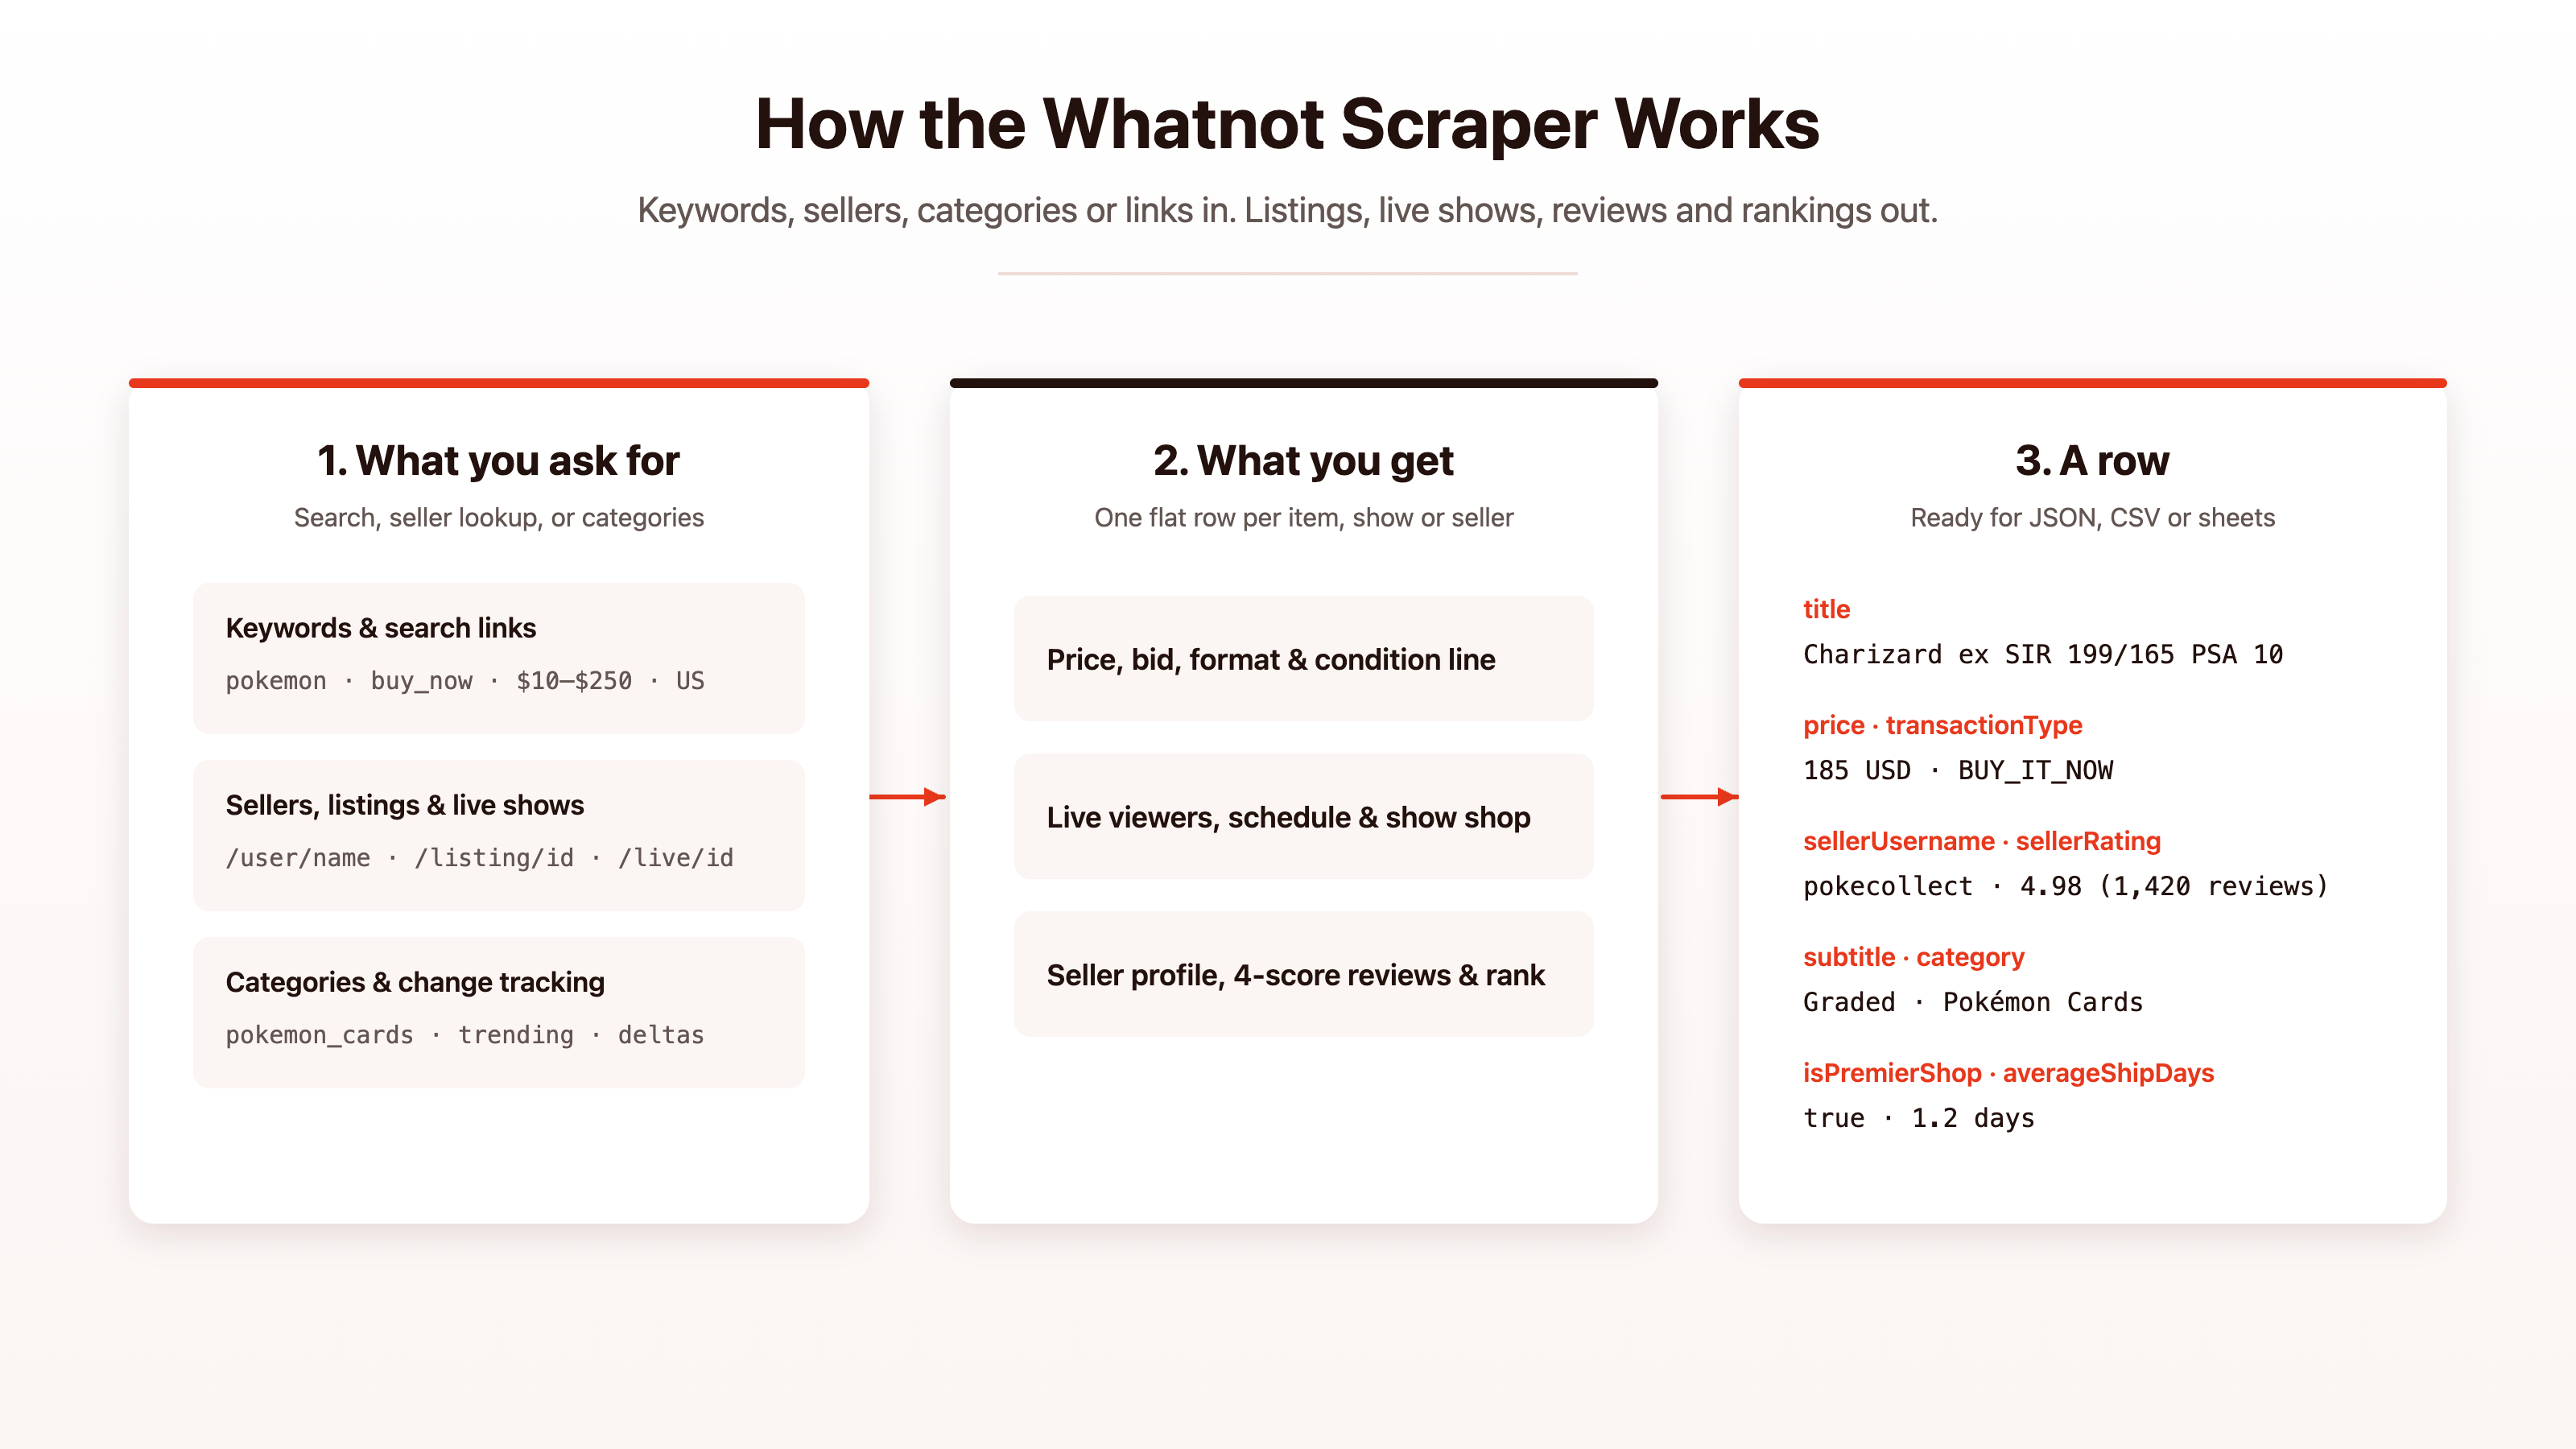 How the Whatnot Scraper Works
Keywords, sellers, categories or links in. Listings, live shows, reviews and rankings out.
1. What you ask for
Search, seller lookup, or categories
Keywords & search links
pokemon · buy_now · $10–$250 · US
Sellers, listings & live shows
/user/name · /listing/id · /live/id
Categories & change tracking
pokemon_cards · trending · deltas
2. What you get
One flat row per item, show or seller
Price, bid, format & condition line
Live viewers, schedule & show shop
Seller profile, 4-score reviews & rank
3. A row
Ready for JSON, CSV or sheets
title
Charizard ex SIR 199/165 PSA 10
price · transactionType
185 USD · BUY_IT_NOW
sellerUsername · sellerRating
pokecollect · 4.98 (1,420 reviews)
subtitle · category
Graded · Pokémon Cards
isPremierShop · averageShipDays
true · 1.2 days